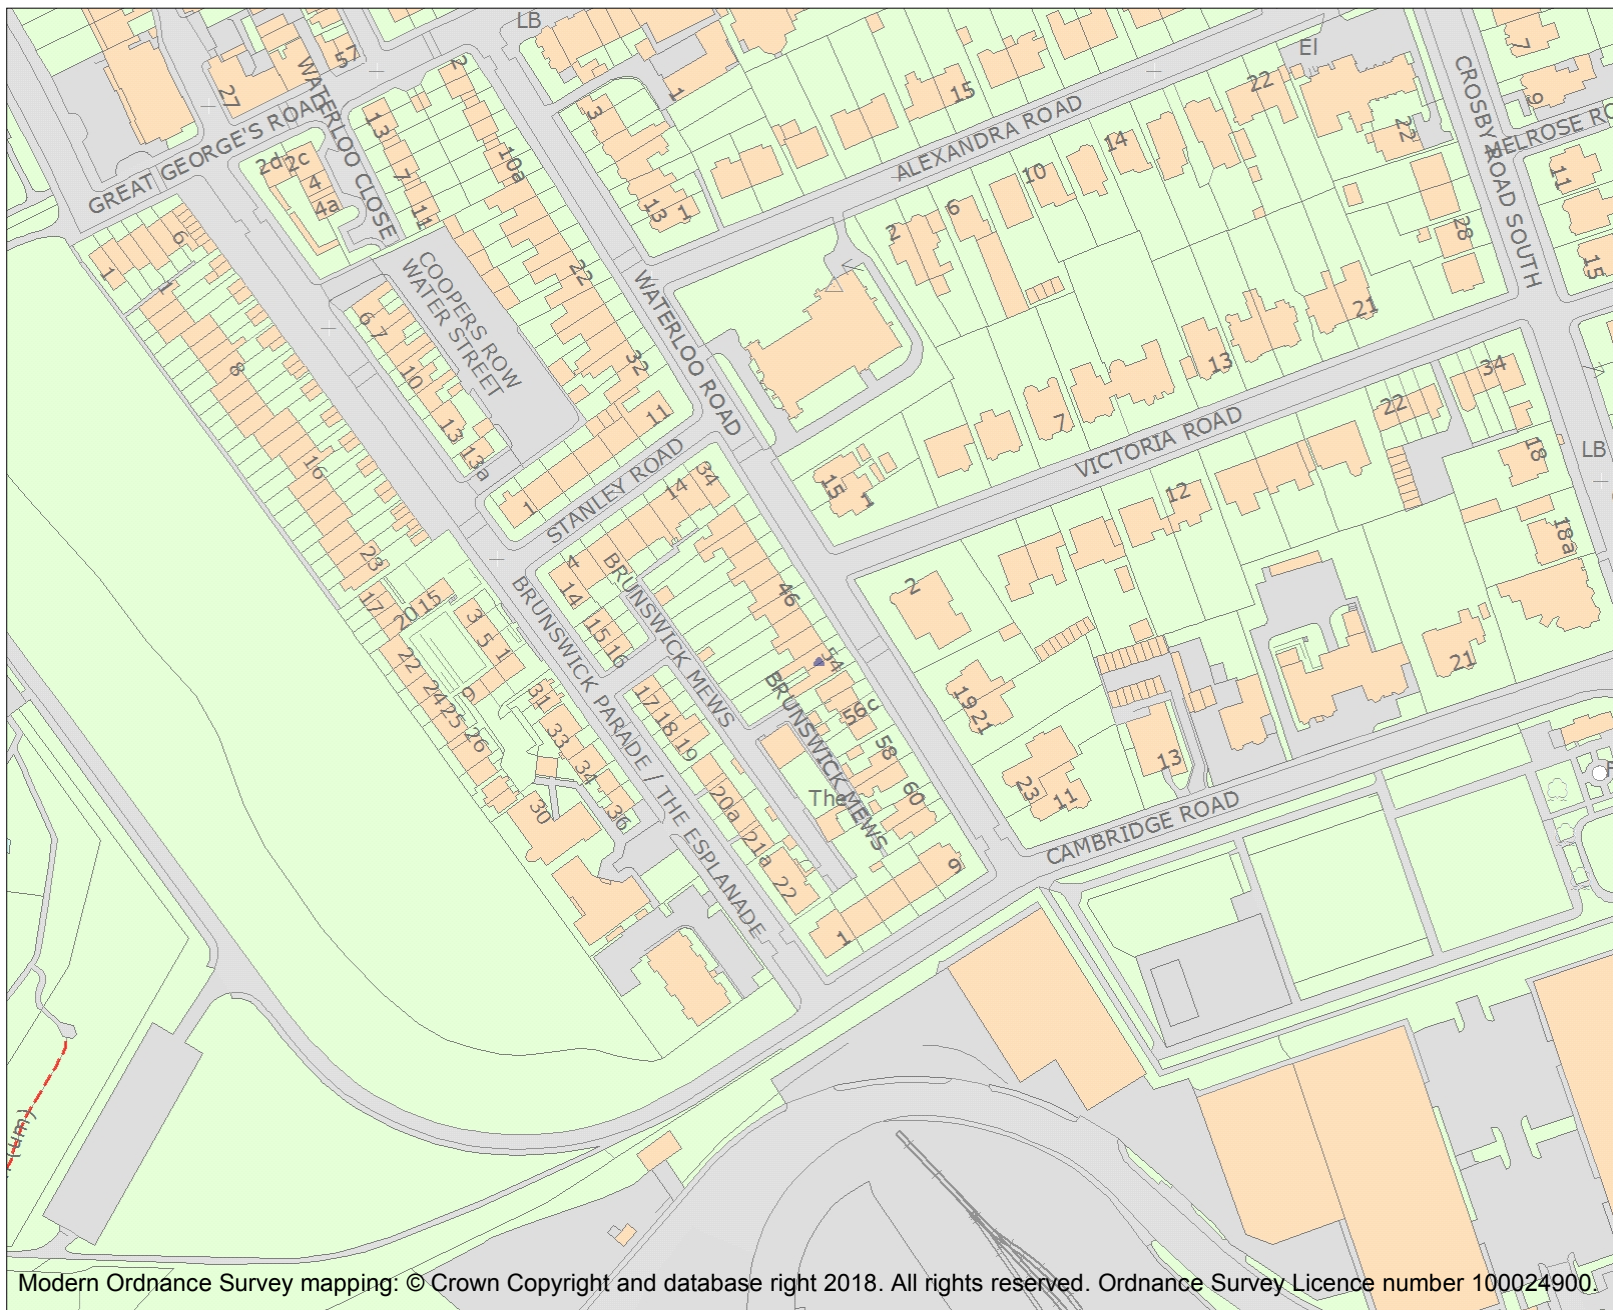 LB
57
2
7
El
27
WATERLOO CLOSE
13
3
1
15
22
CROSBY ROAD SOUTH
9
GREAT GEORGE'S ROAD
2d
2c
4
4a
7
11
10a
ALEXANDRA ROAD
14
22
MELROSE RO
11
13
1
10
6
2
28
15
6
1
COOPERS ROW
WATER STREET
22
WATERLOO ROAD
8
6
7
10
32
13
21
34
22
16
13
13a
11
7
VICTORIA ROAD
STANLEY ROAD
1
14
34
15
1
12
18
LB
18a
23
4
14
BRUNSWICK MEWS
46
2
17
20
15
3
5
1
15
16
BRUNSWICK PARADE / THE ESPLANADE
54
21
22
24
25
26
9
31
33
34
36
30
17
18
19
20a
21a
22
BRUNSWICK MEWS
56c
58
60
The
19
21
23
11
13
CAMBRIDGE ROAD
9
1
(um)
Modern Ordnance Survey mapping: © Crown Copyright and database right 2018. All rights reserved. Ordnance Survey Licence number 100024900.